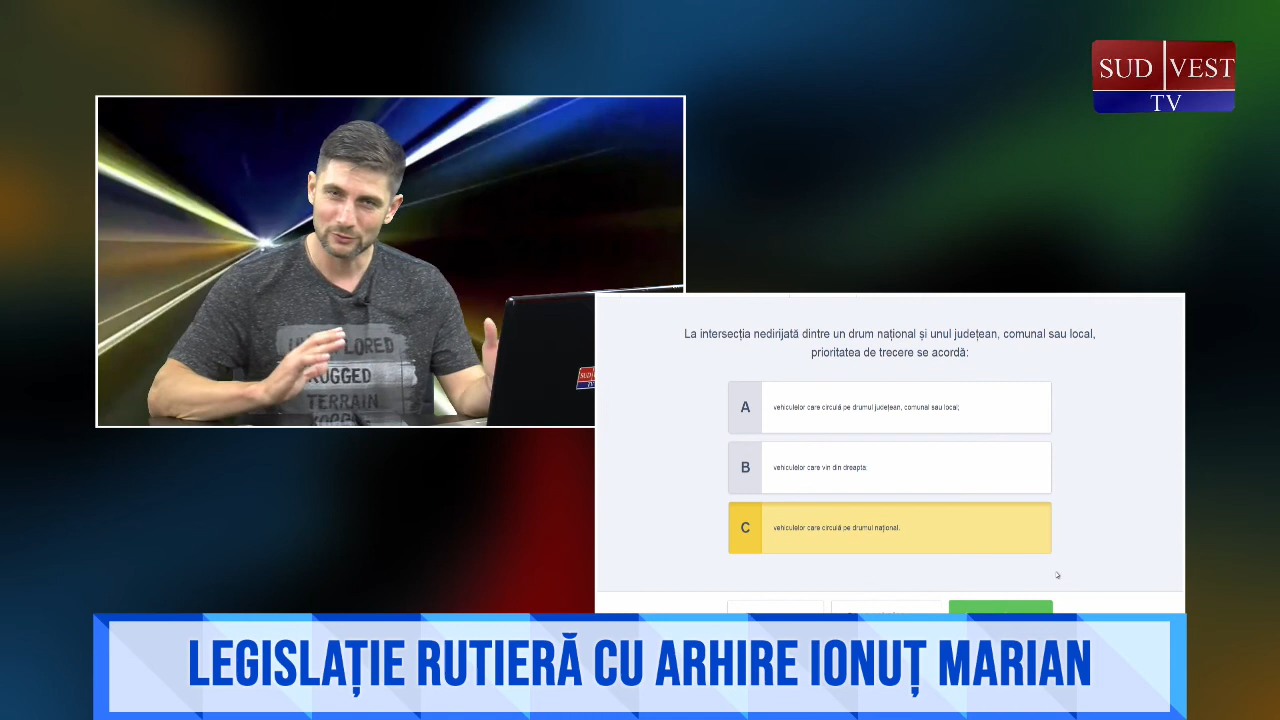 SUD VEST
TV
RUGGED
TERRAIN
La intersecția nedirijată dintre un drum național și unul județean, comunal sau local,
prioritatea de trecere se acordă:
A
vehiculelor care circulă pe drumul județean, comunal sau local;
B
vehiculelor care vin din dreapta;
C
vehiculelor care circulă pe drumul național.
LEGISLAȚIE RUTIERĂ CU ARHIRE IONUȚ MARIAN